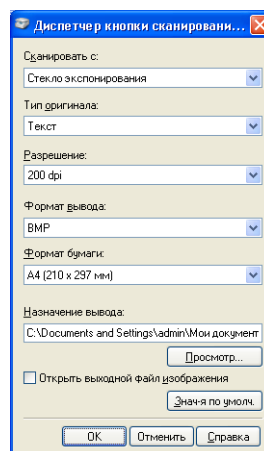 Диспетчер кнопки сканировани...
Сканировать с:
Стекло экспонирования
Тип оригинала:
Текст
Разрешение:
200 dpi
Формат вывода:
BMP
Формат бумаги:
A4 (210 x 297 мм)
Назначение вывода:
C:\Documents and Settings\admin\Мои документ
Просмотр...
Открыть выходной файл изображения
Знач-я по умолч.
OK Отменить Справка